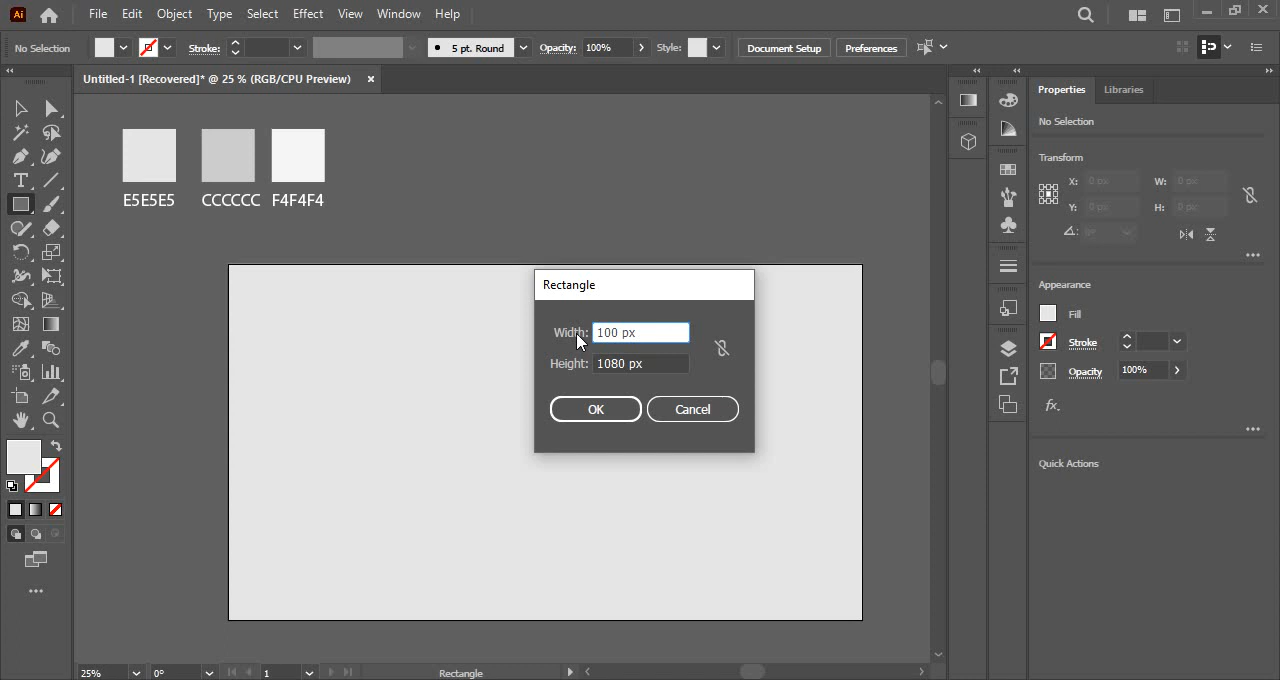 Ai File Edit Object Type Select Effect View Window Help
No Selection Stroke: 5 pt. Round Opacity: 100% Style: Document Setup Preferences
Untitled-1 [Recovered]* @ 25 % (RGB/CPU Preview) ×
Properties Libraries
No Selection
Transform
X: 0 px W: 0 px
Y: 0 px H: 0 px
0°
E5E5E5 CCCCCC F4F4F4
Rectangle
Width: 100 px
Height: 1080 px
OK Cancel
Appearance
Fill
Stroke
Opacity 100%
fx.
Quick Actions
25% 0° 1 Rectangle